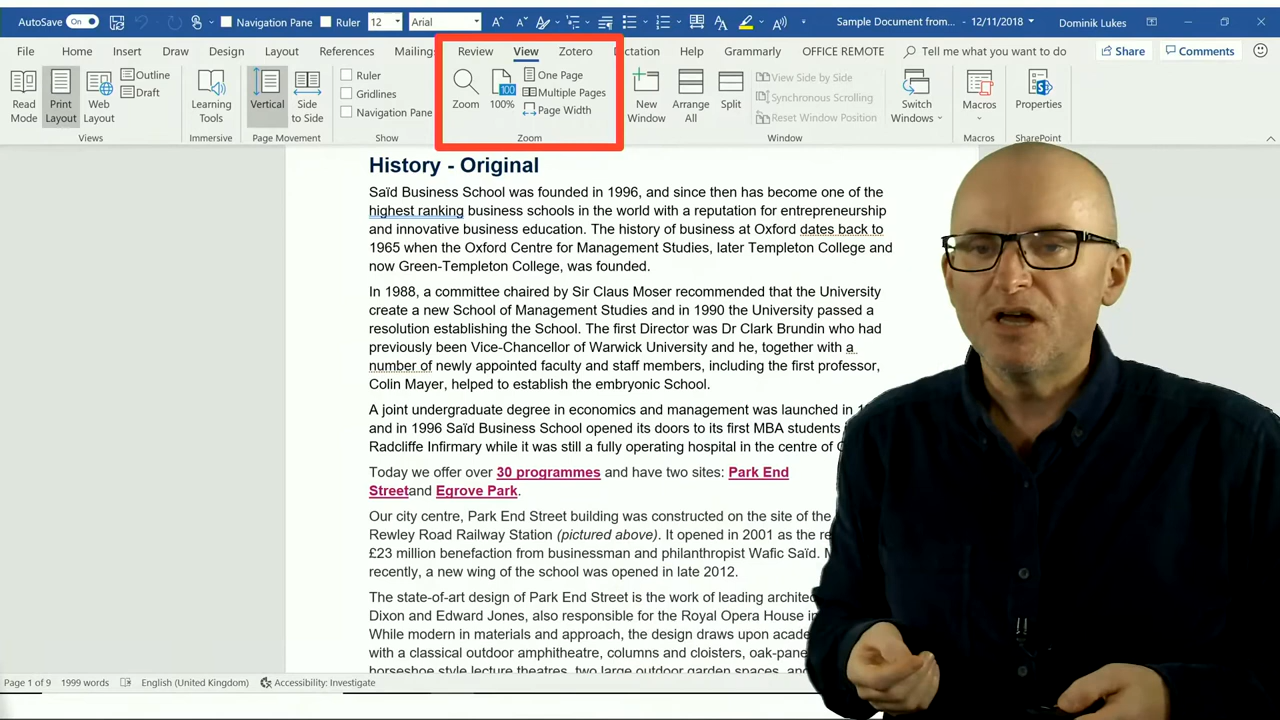 AutoSave On Navigation Pane Ruler 12 Arial Sample Document from... - 12/11/2018 Dominik Lukes
File Home Insert Draw Design Layout References Mailing Review View Zotero ctation Help Grammarly OFFICE REMOTE Tell me what you want to do Share Comments
Read Mode
Print Layout
Web Layout
Outline
Draft
Views
Learning Tools
Immersive
Vertical
Side to Side
Page Movement
Ruler
Gridlines
Navigation Pane
Show
Zoom
100
100%
One Page
Multiple Pages
Page Width
Zoom
New Window
Arrange All
Split
View Side by Side
Synchronous Scrolling
Reset Window Position
Switch Windows
Window
Macros
Macros
Properties
SharePoint
History - Original
Saïd Business School was founded in 1996, and since then has become one of the
highest ranking business schools in the world with a reputation for entrepreneurship
and innovative business education. The history of business at Oxford dates back to
1965 when the Oxford Centre for Management Studies, later Templeton College and
now Green-Templeton College, was founded.
In 1988, a committee chaired by Sir Claus Moser recommended that the University
create a new School of Management Studies and in 1990 the University passed a
resolution establishing the School. The first Director was Dr Clark Brundin who had
previously been Vice-Chancellor of Warwick University and he, together with a
number of newly appointed faculty and staff members, including the first professor,
Colin Mayer, helped to establish the embryonic School.
A joint undergraduate degree in economics and management was launched in
and in 1996 Saïd Business School opened its doors to its first MBA students
Radcliffe Infirmary while it was still a fully operating hospital in the centre of
Today we offer over 30 programmes and have two sites: Park End
Streetand Egrove Park.
Our city centre, Park End Street building was constructed on the site of the
Rewley Road Railway Station (pictured above). It opened in 2001 as the
£23 million benefaction from businessman and philanthropist Wafic Saïd.
recently, a new wing of the school was opened in late 2012.
The state-of-art design of Park End Street is the work of leading
Dixon and Edward Jones, also responsible for the Royal Opera House
While modern in materials and approach, the design draws upon
with a classical outdoor amphitheatre, columns and cloisters,
horseshoe style lecture theatres, two large outdoor garden spaces,
Page 1 of 9 1999 words English (United Kingdom) Accessibility: Investigate